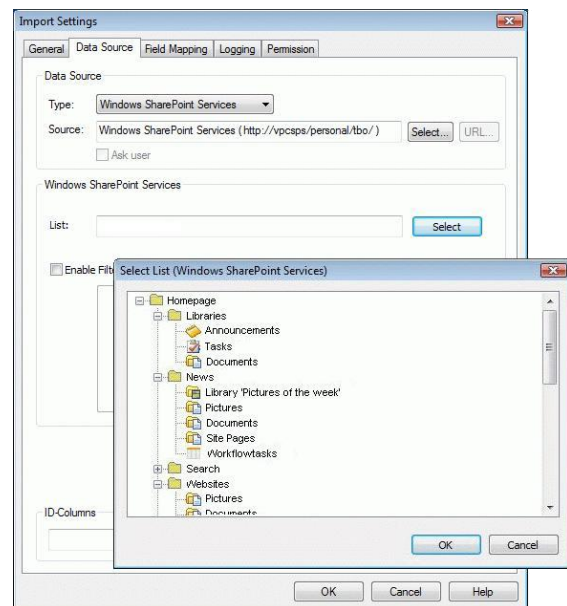 Import Settings
General Data Source Field Mapping Logging Permission
Data Source
Type: Windows SharePoint Services
Source: Windows SharePoint Services (http://vpcsps/personal/tbo/) Select... URL...
Ask user
Windows SharePoint Services
List: Select
Enable Filt
Select List (Windows SharePoint Services)
Homepage
Libraries
Announcements
Tasks
Documents
News
Library 'Pictures of the week'
Pictures
Documents
Site Pages
Workflowtasks
Search
Websites
Pictures
Documents
OK Cancel
ID-Columns
OK Cancel Help